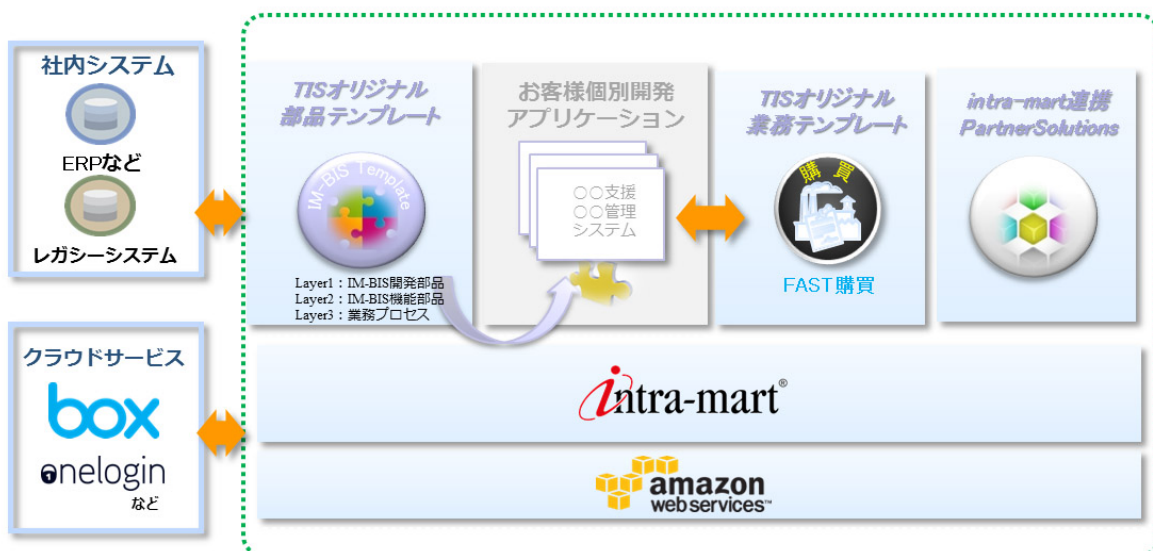 社内システム
ERPなど
レガシーシステム
クラウドサービス
box
onelogin
など
TISオリジナル
部品テンプレート
IM-BIS Template
Layer1：IM-BIS開発部品
Layer2：IM-BIS機能部品
Layer3：業務プロセス
お客様個別開発
アプリケーション
○○支援
○○管理
システム
TISオリジナル
業務テンプレート
購買
FAST購買
intra-mart連携
PartnerSolutions
intra-mart®
amazon
webservices™